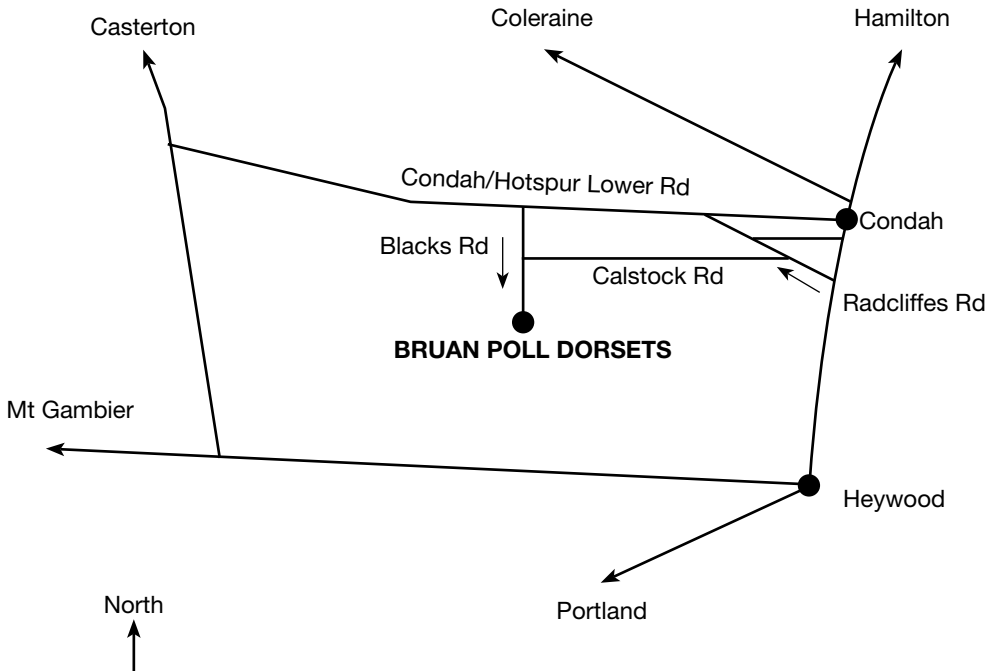 Casterton
Coleraine
Hamilton
Condah/Hotspur Lower Rd
Condah
Blacks Rd
Calstock Rd
Radcliffes Rd
BRUAN POLL DORSETS
Mt Gambier
Heywood
North
Portland